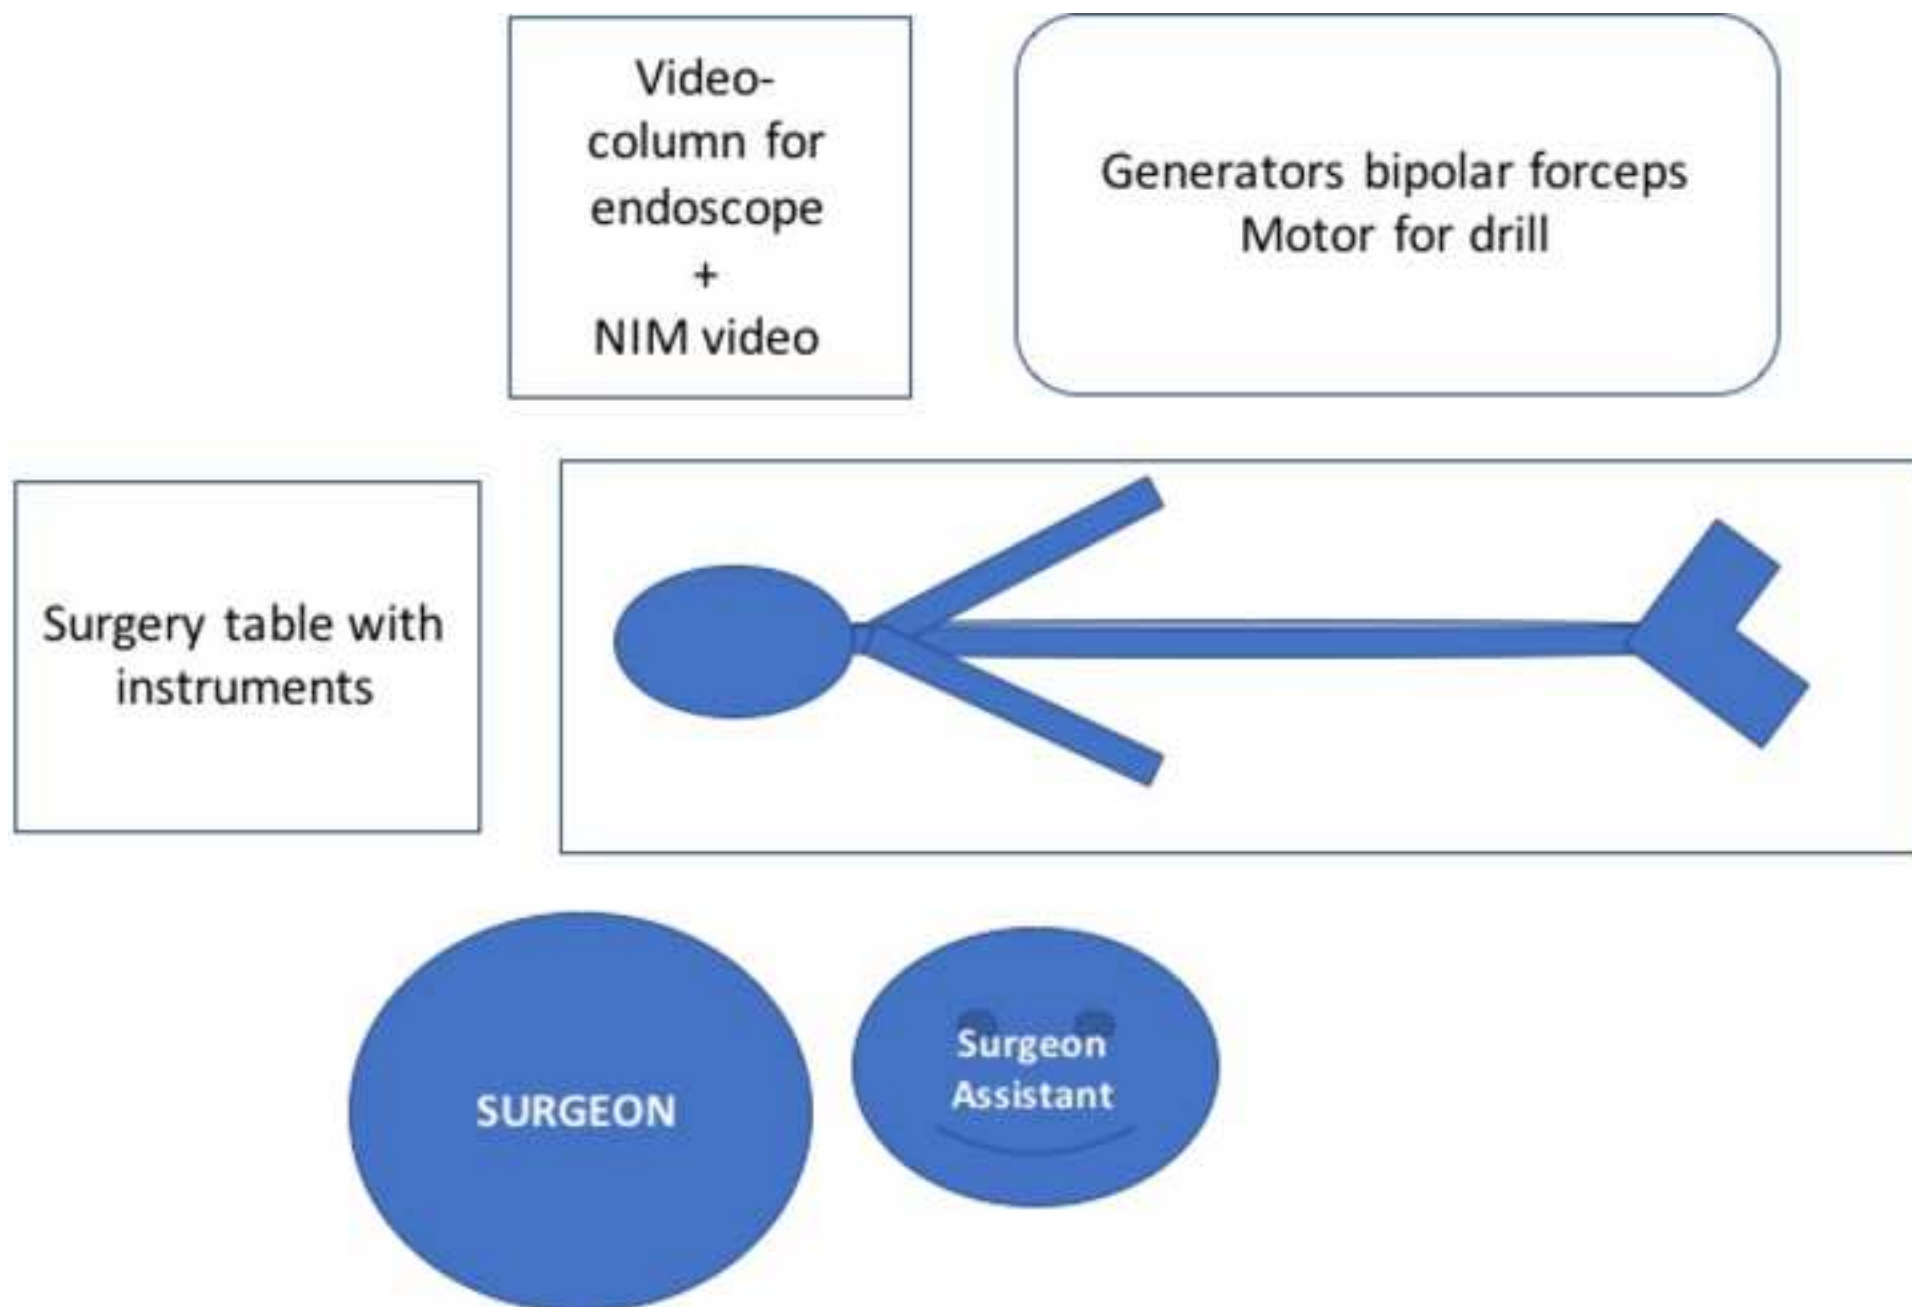 Video-
column for
endoscope
+
NIM video
Generators bipolar forceps
Motor for drill
Surgery table with
instruments
SURGEON
Surgeon
Assistant